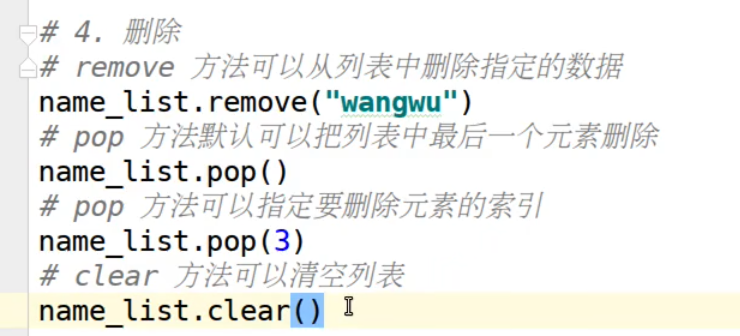 # 4. 删除
# remove 方法可以从列表中删除指定的数据
name_list.remove("wangwu")
# pop 方法默认可以把列表中最后一个元素删除
name_list.pop()
# pop 方法可以指定要删除元素的索引
name_list.pop(3)
# clear 方法可以清空列表
name_list.clear()